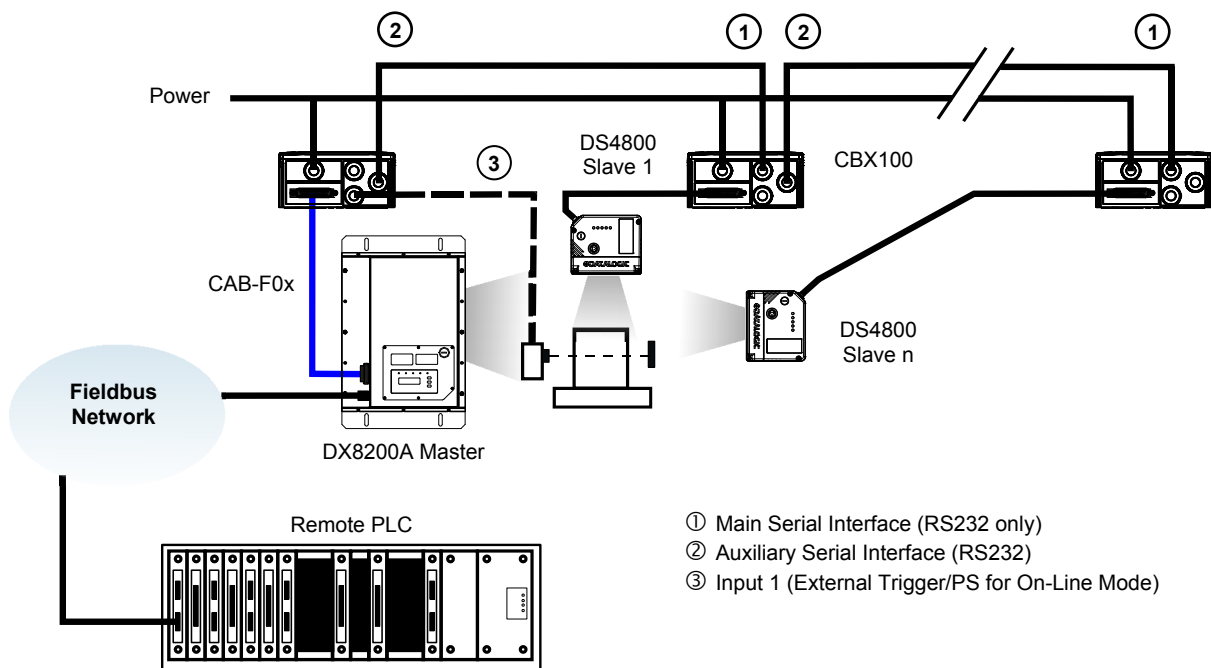 ② ① ② ①
Power
DS4800
Slave 1
CBX100
③
CAB-F0x
DATALOGIC
DATALOGIC
DS4800
Slave n
Fieldbus
Network
DX8200A Master
Remote PLC
① Main Serial Interface (RS232 only)
② Auxiliary Serial Interface (RS232)
③ Input 1 (External Trigger/PS for On-Line Mode)